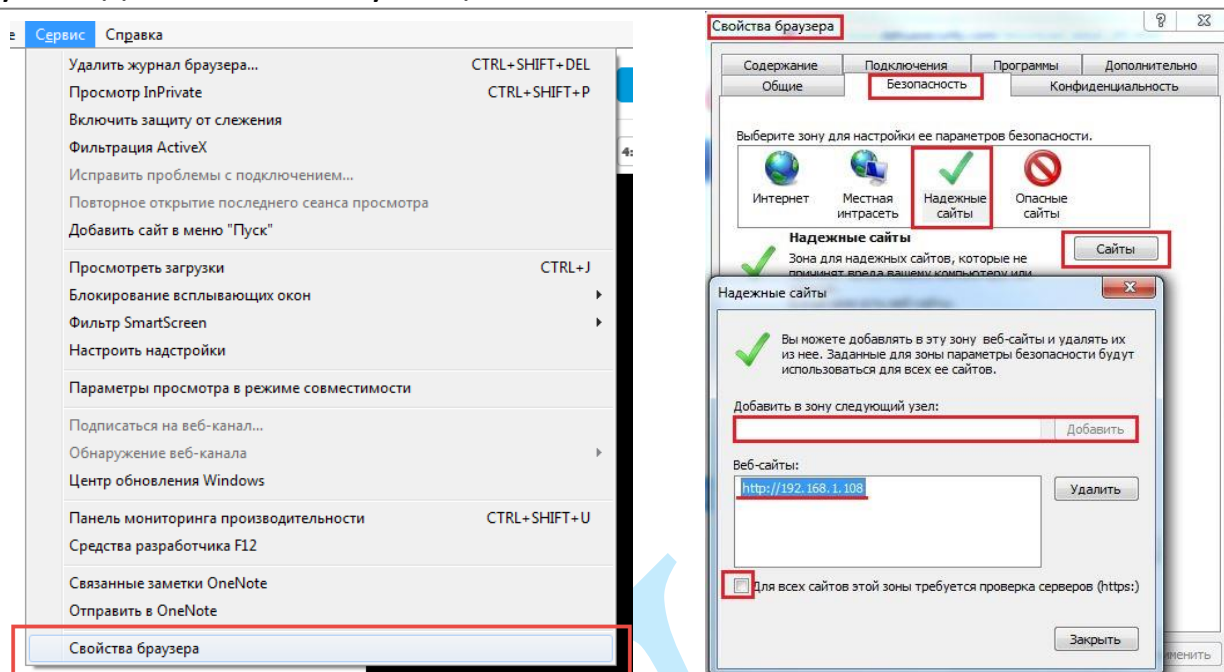 Сервис Справка
Удалить журнал браузера... CTRL+SHIFT+DEL
Просмотр InPrivate CTRL+SHIFT+P
Включить защиту от слежения
Фильтрация ActiveX
Исправить проблемы с подключением...
Повторное открытие последнего сеанса просмотра
Добавить сайт в меню "Пуск"
Просмотреть загрузки CTRL+J
Блокирование всплывающих окон
Фильтр SmartScreen
Настроить надстройки
Параметры просмотра в режиме совместимости
Подписаться на веб-канал...
Обнаружение веб-канала
Центр обновления Windows
Панель мониторинга производительности CTRL+SHIFT+U
Средства разработчика F12
Связанные заметки OneNote
Отправить в OneNote
Свойства браузера
Свойства браузера
Содержание Подключения Программы Дополнительно
Общие Безопасность Конфиденциальность
Выберите зону для настройки ее параметров безопасности.
Интернет Местная интрасеть Надежные сайты Опасные сайты
Надежные сайты
Сайты
Зона для надежных сайтов, которые не
причинят вреда вашему компьютеру или
Надежные сайты
Вы можете добавлять в эту зону веб-сайты и удалять их
из нее. Заданные для зоны параметры безопасности будут
использоваться для всех ее сайтов.
Добавить в зону следующий узел:
Добавить
Веб-сайты:
http://192.168.1.108
Удалить
Для всех сайтов этой зоны требуется проверка серверов (https:)
Закрыть